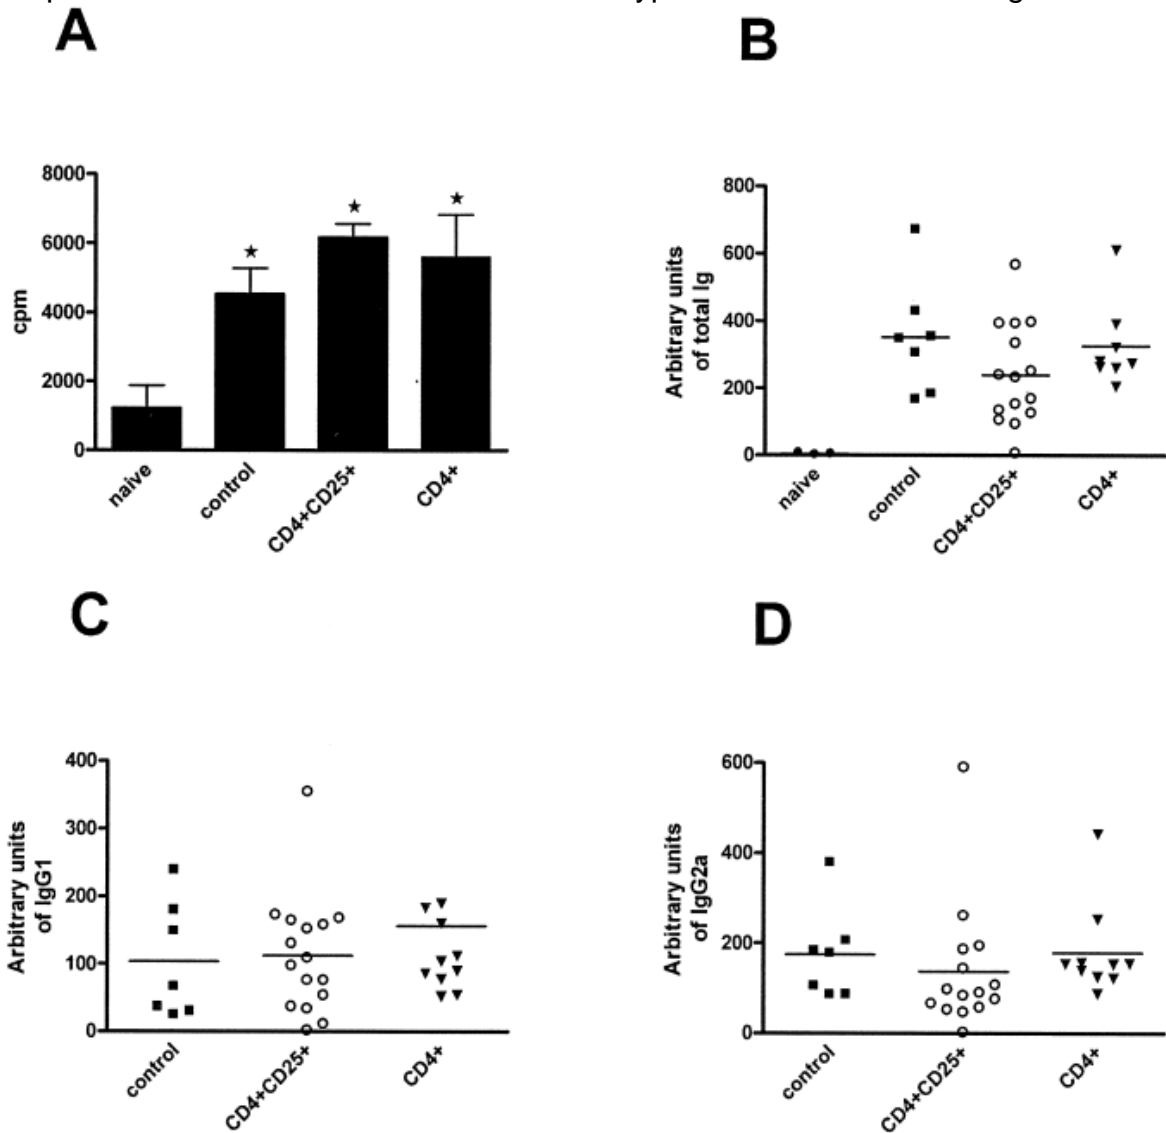 A
8000
6000
4000
2000
0
cpm
naive
control
CD4+CD25+
CD4+
B
800
600
400
200
0
Arbitrary units
of total Ig
naive
control
CD4+CD25+
CD4+
C
400
300
200
100
0
Arbitrary units
of IgG1
control
CD4+CD25+
CD4+
D
600
400
200
0
Arbitrary units
of IgG2a
control
CD4+CD25+
CD4+